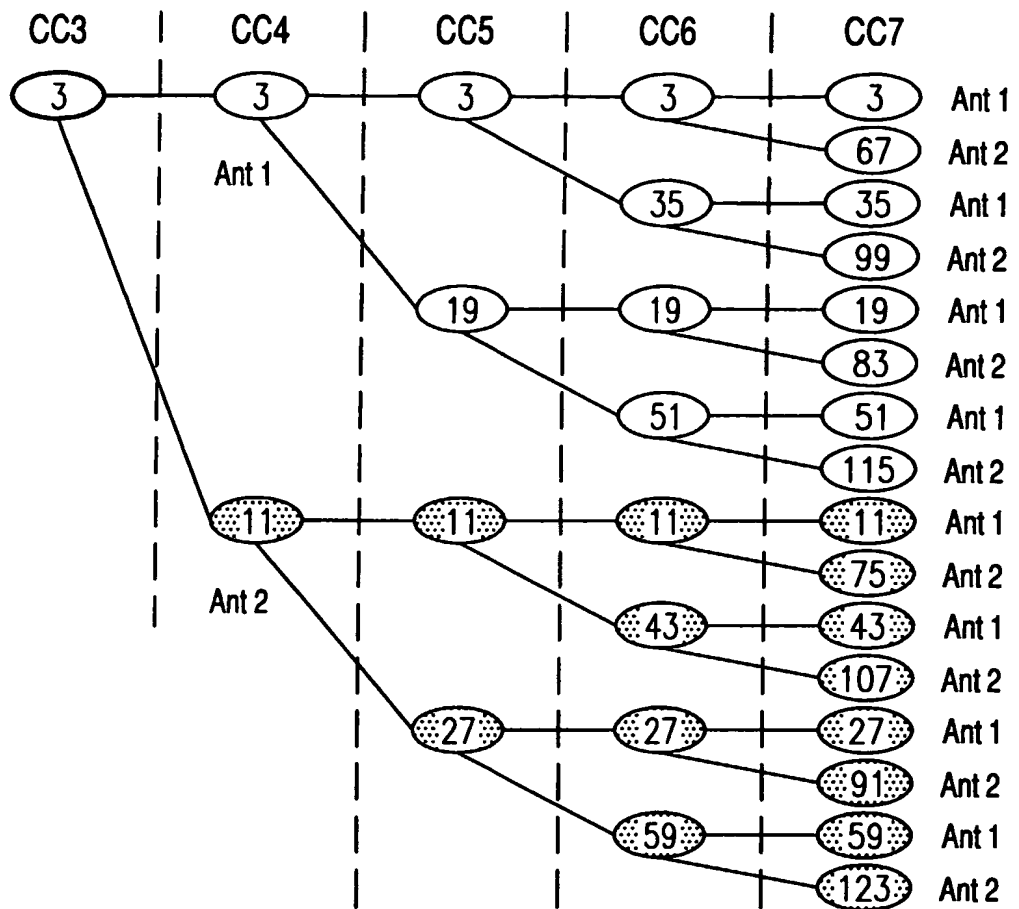 CC3 CC4 CC5 CC6 CC7
3 3 3 3 3 Ant 1
67 Ant 2
Ant 1
35 35 Ant 1
99 Ant 2
19 19 19 Ant 1
83 Ant 2
51 51 Ant 1
115 Ant 2
11 11 11 11 Ant 1
75 Ant 2
Ant 2
43 43 Ant 1
107 Ant 2
27 27 27 Ant 1
91 Ant 2
59 59 Ant 1
123 Ant 2